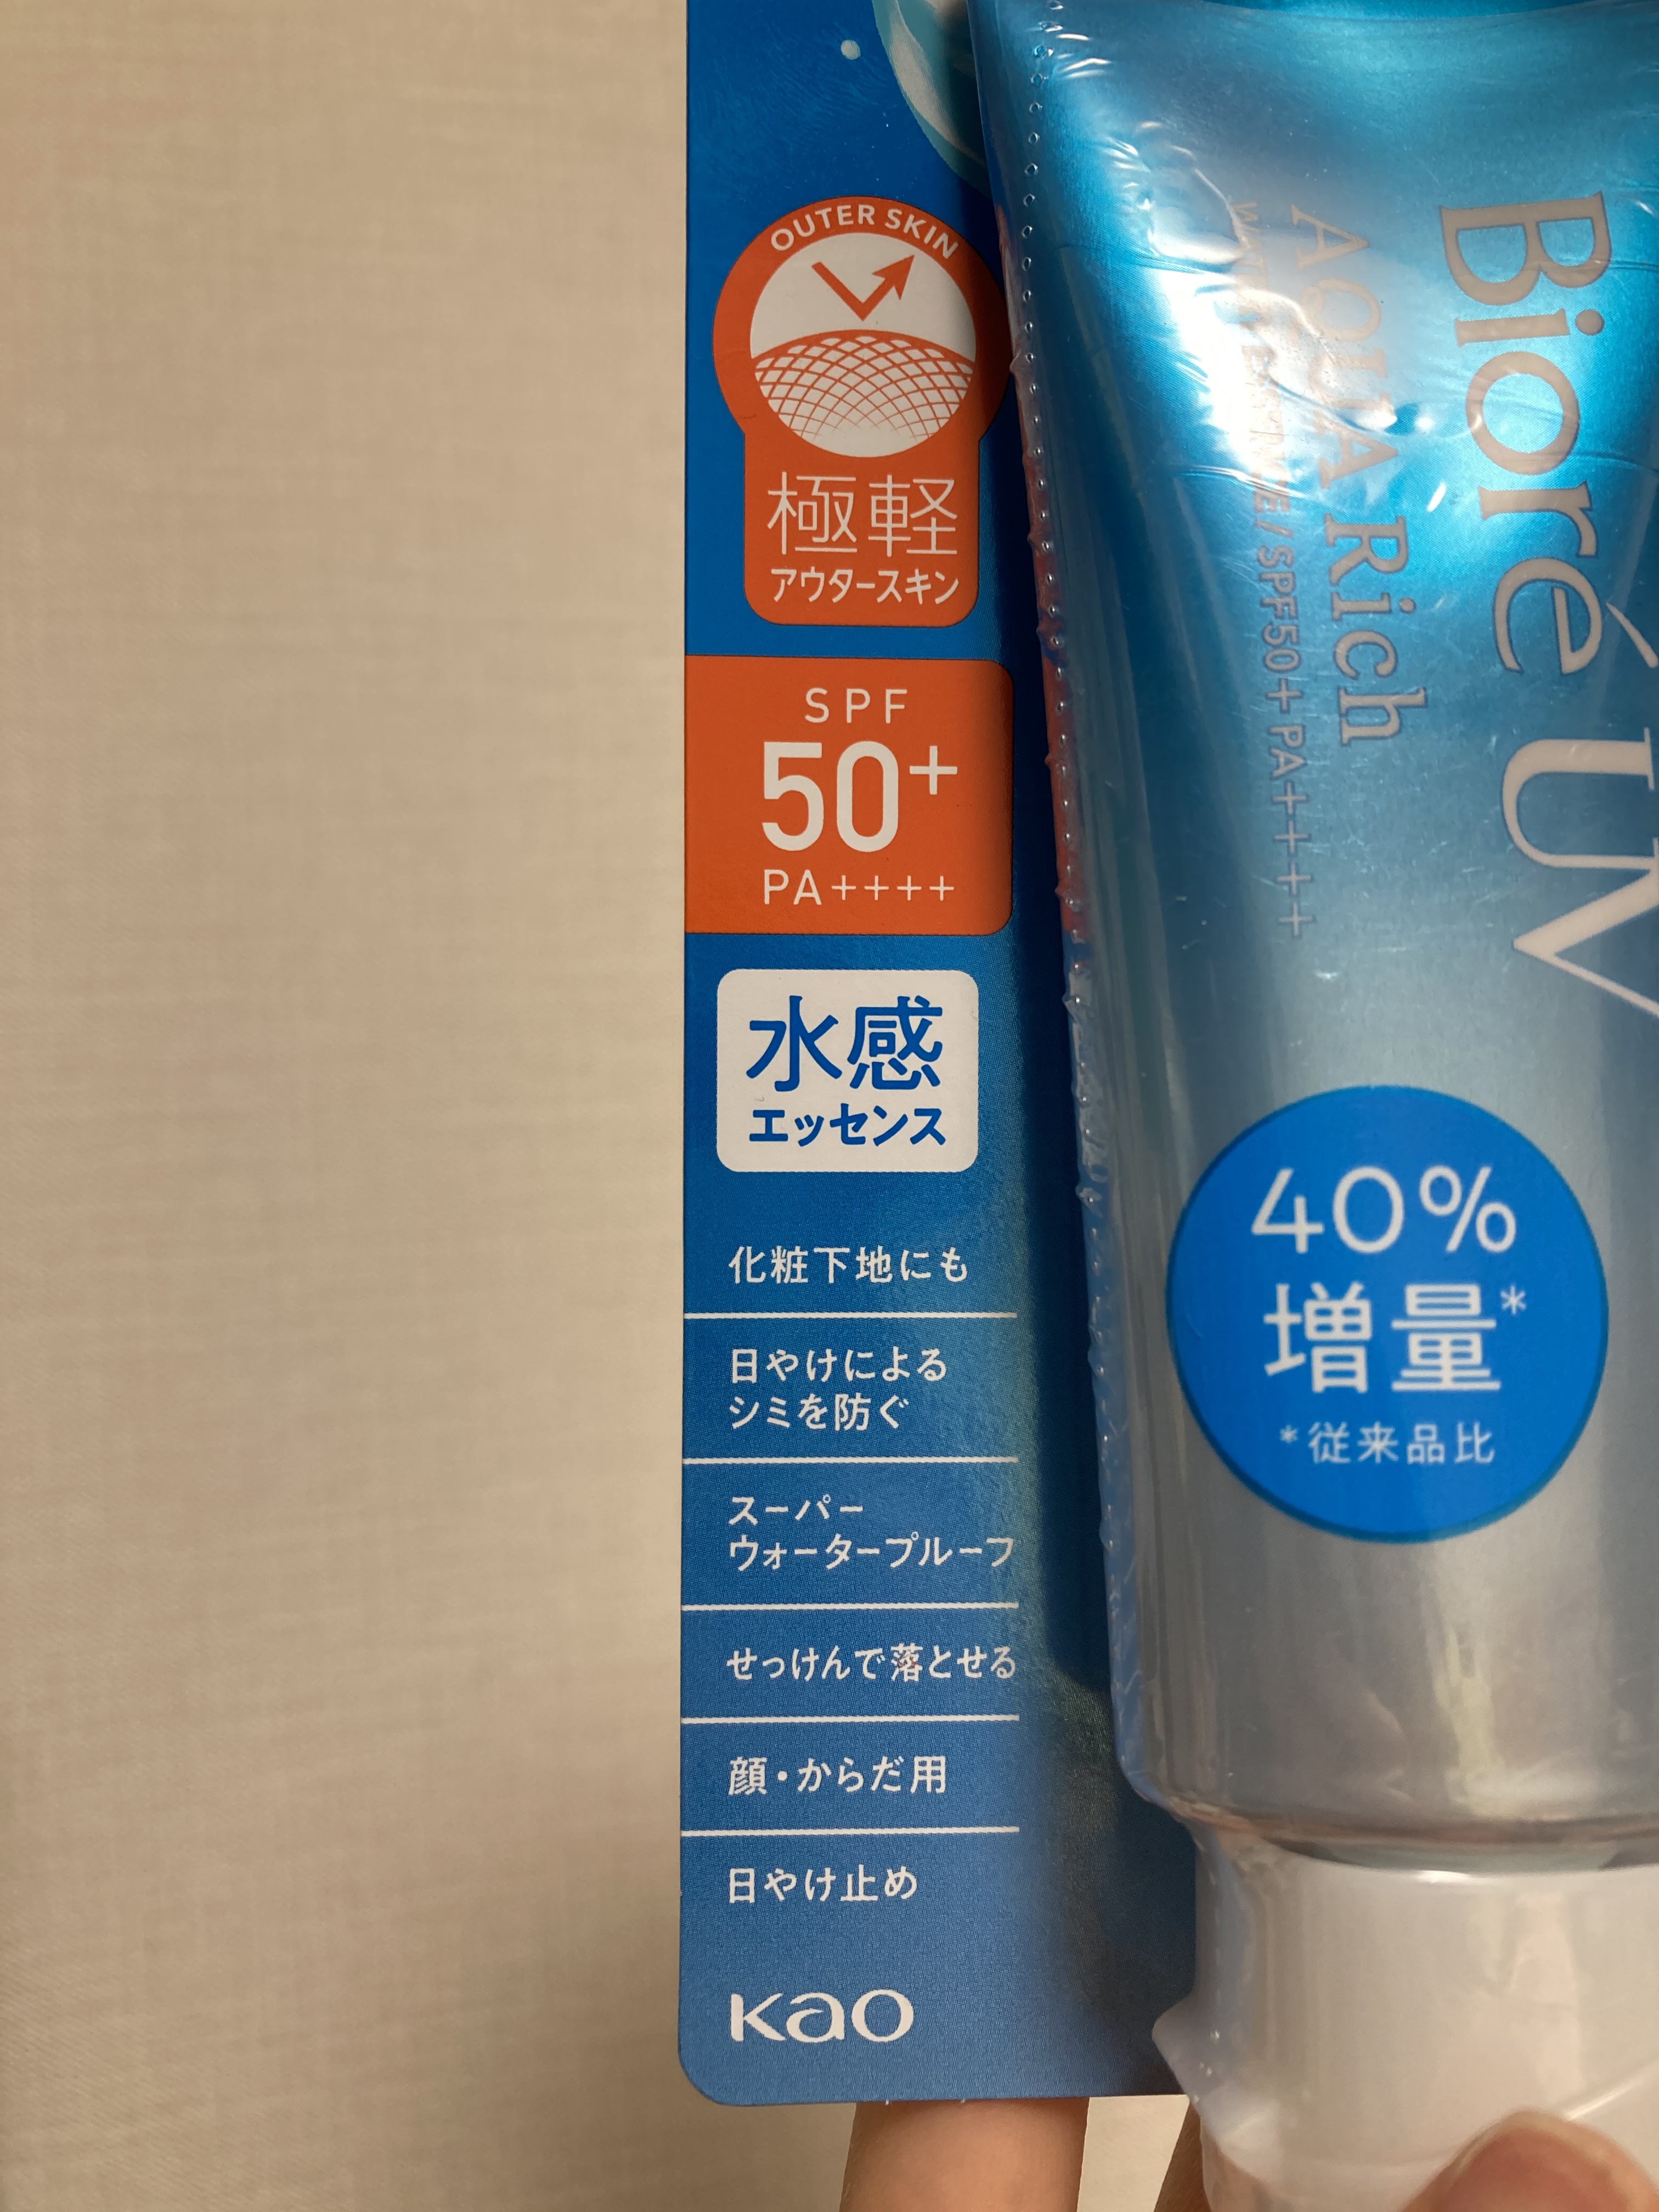 OUTER SKIN
極軽
アウタースキン
SPF
50+
PA++++
水感
エッセンス
化粧下地にも
日やけによる
シミを防ぐ
スーパー
ウォータープルーフ
せっけんで落とせる
顔・からだ用
日やけ止め
Kao
Bioré UV
AQUA Rich
/ SPF50+ PA++++
40%
増量*
*従来品比